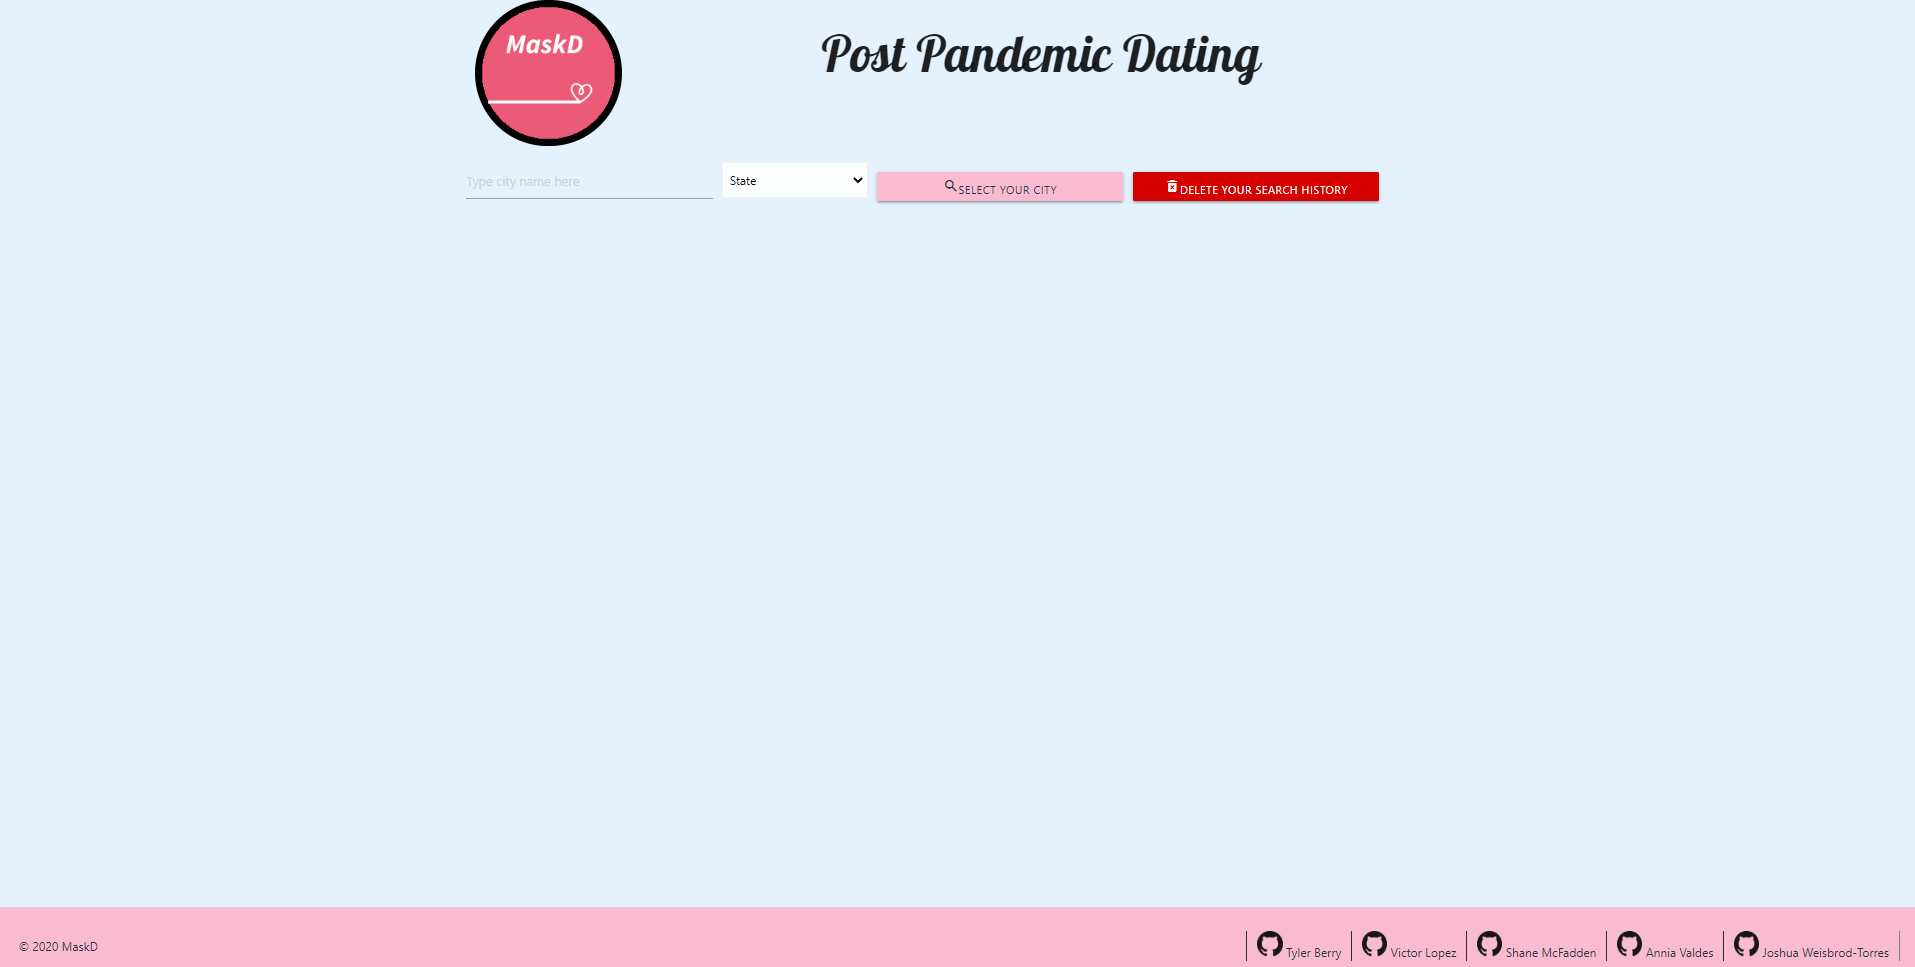 MaskD
Post Pandemic Dating
Type city name here
State
SELECT YOUR CITY
DELETE YOUR SEARCH HISTORY
© 2020 MaskD
Tyler Berry
Victor Lopez
Shane McFadden
Annia Valdes
Joshua Weisbrod-Torres